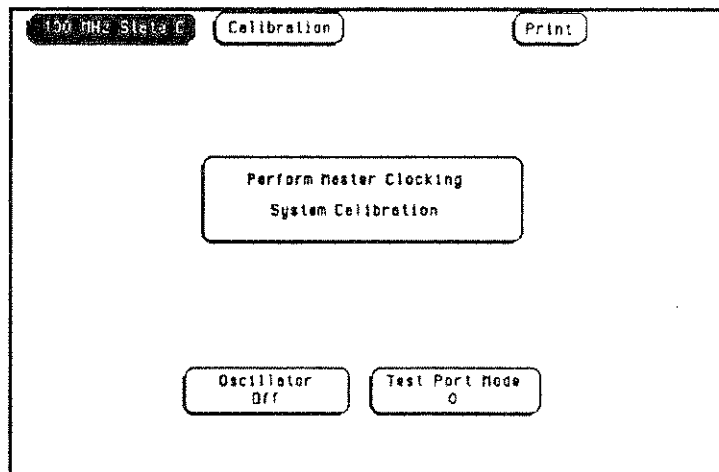 100 MHz State C
Calibration
Print
Perform Master Clocking
System Calibration
Oscillator
Off
Test Port Mode
0